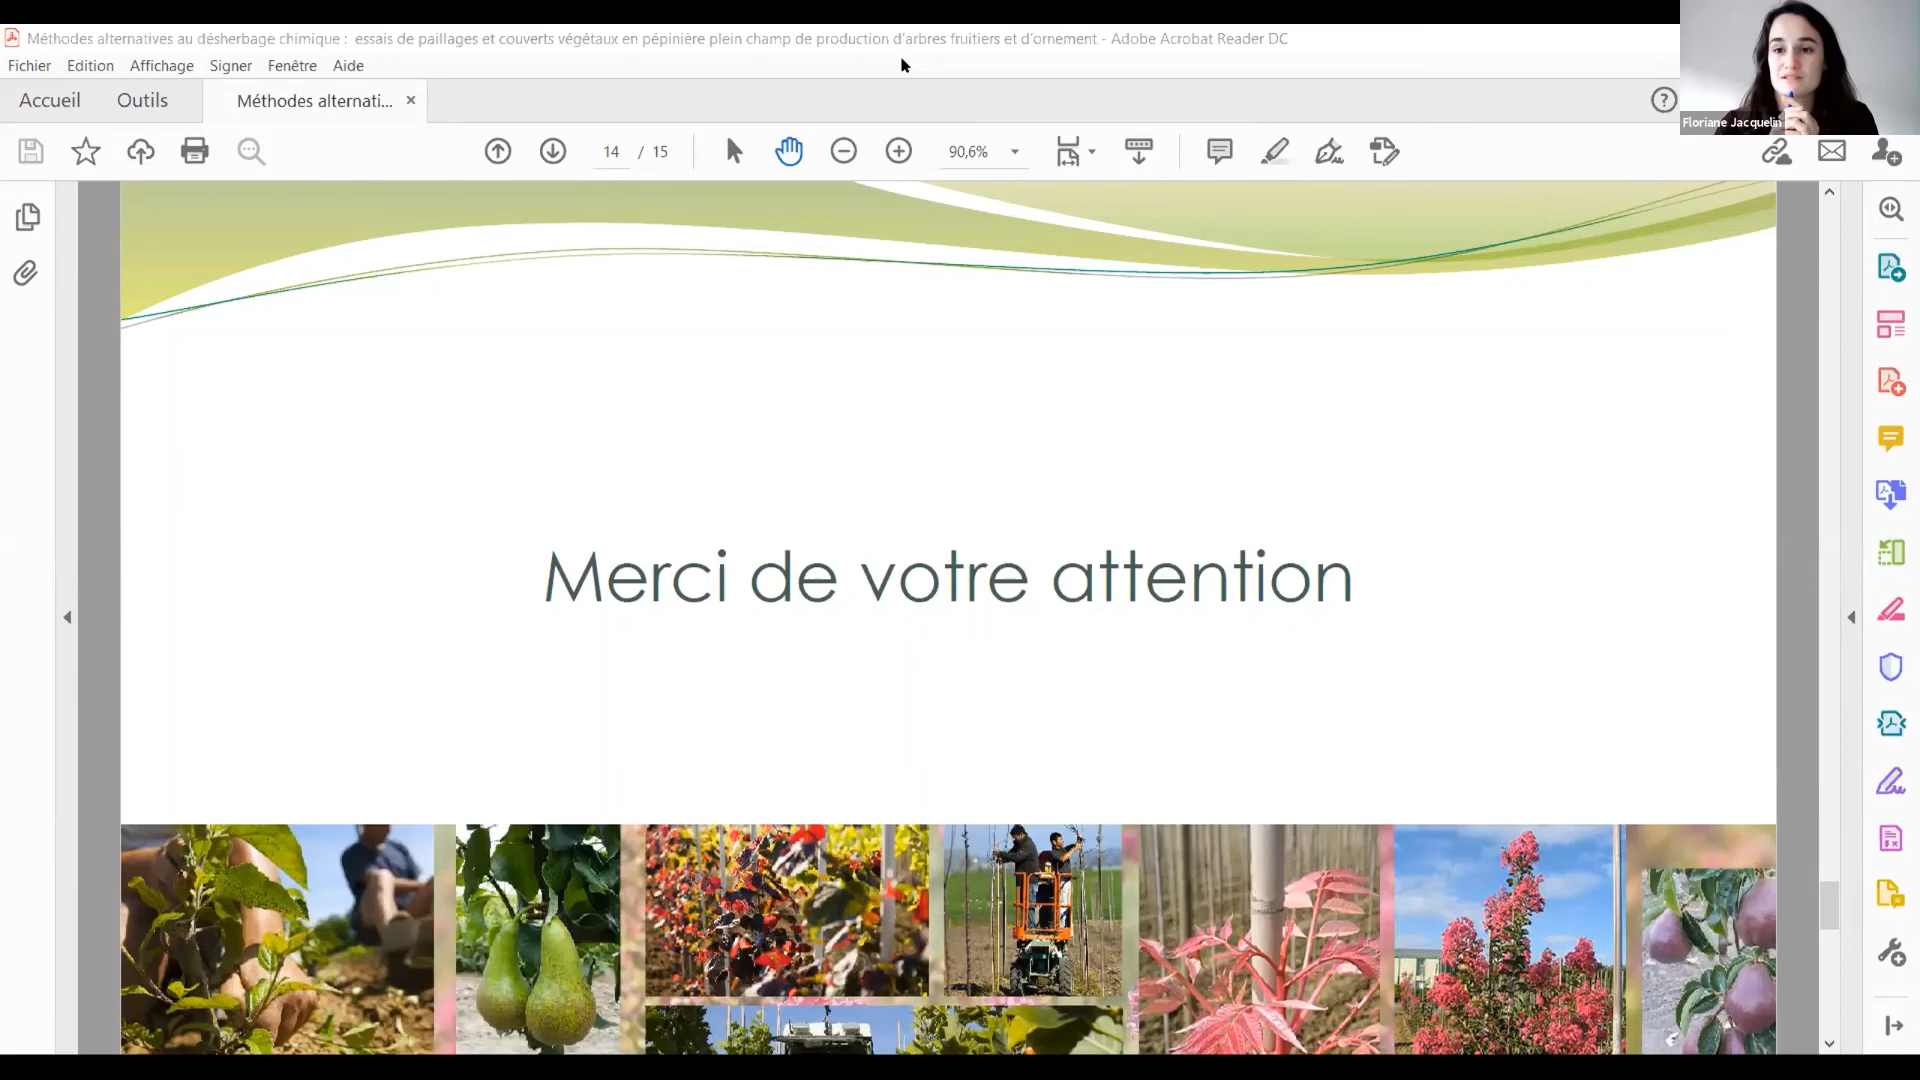 Méthodes alternatives au désherbage chimique : essais de paillages et couverts végétaux en pépinière plein champ de production d'arbres fruitiers et d'ornement - Adobe Acrobat Reader DC
Fichier Edition Affichage Signer Fenêtre Aide
Accueil Outils Méthodes alternati...
14 / 15 90,6%
Floriane Jacquelin
Merci de votre attention